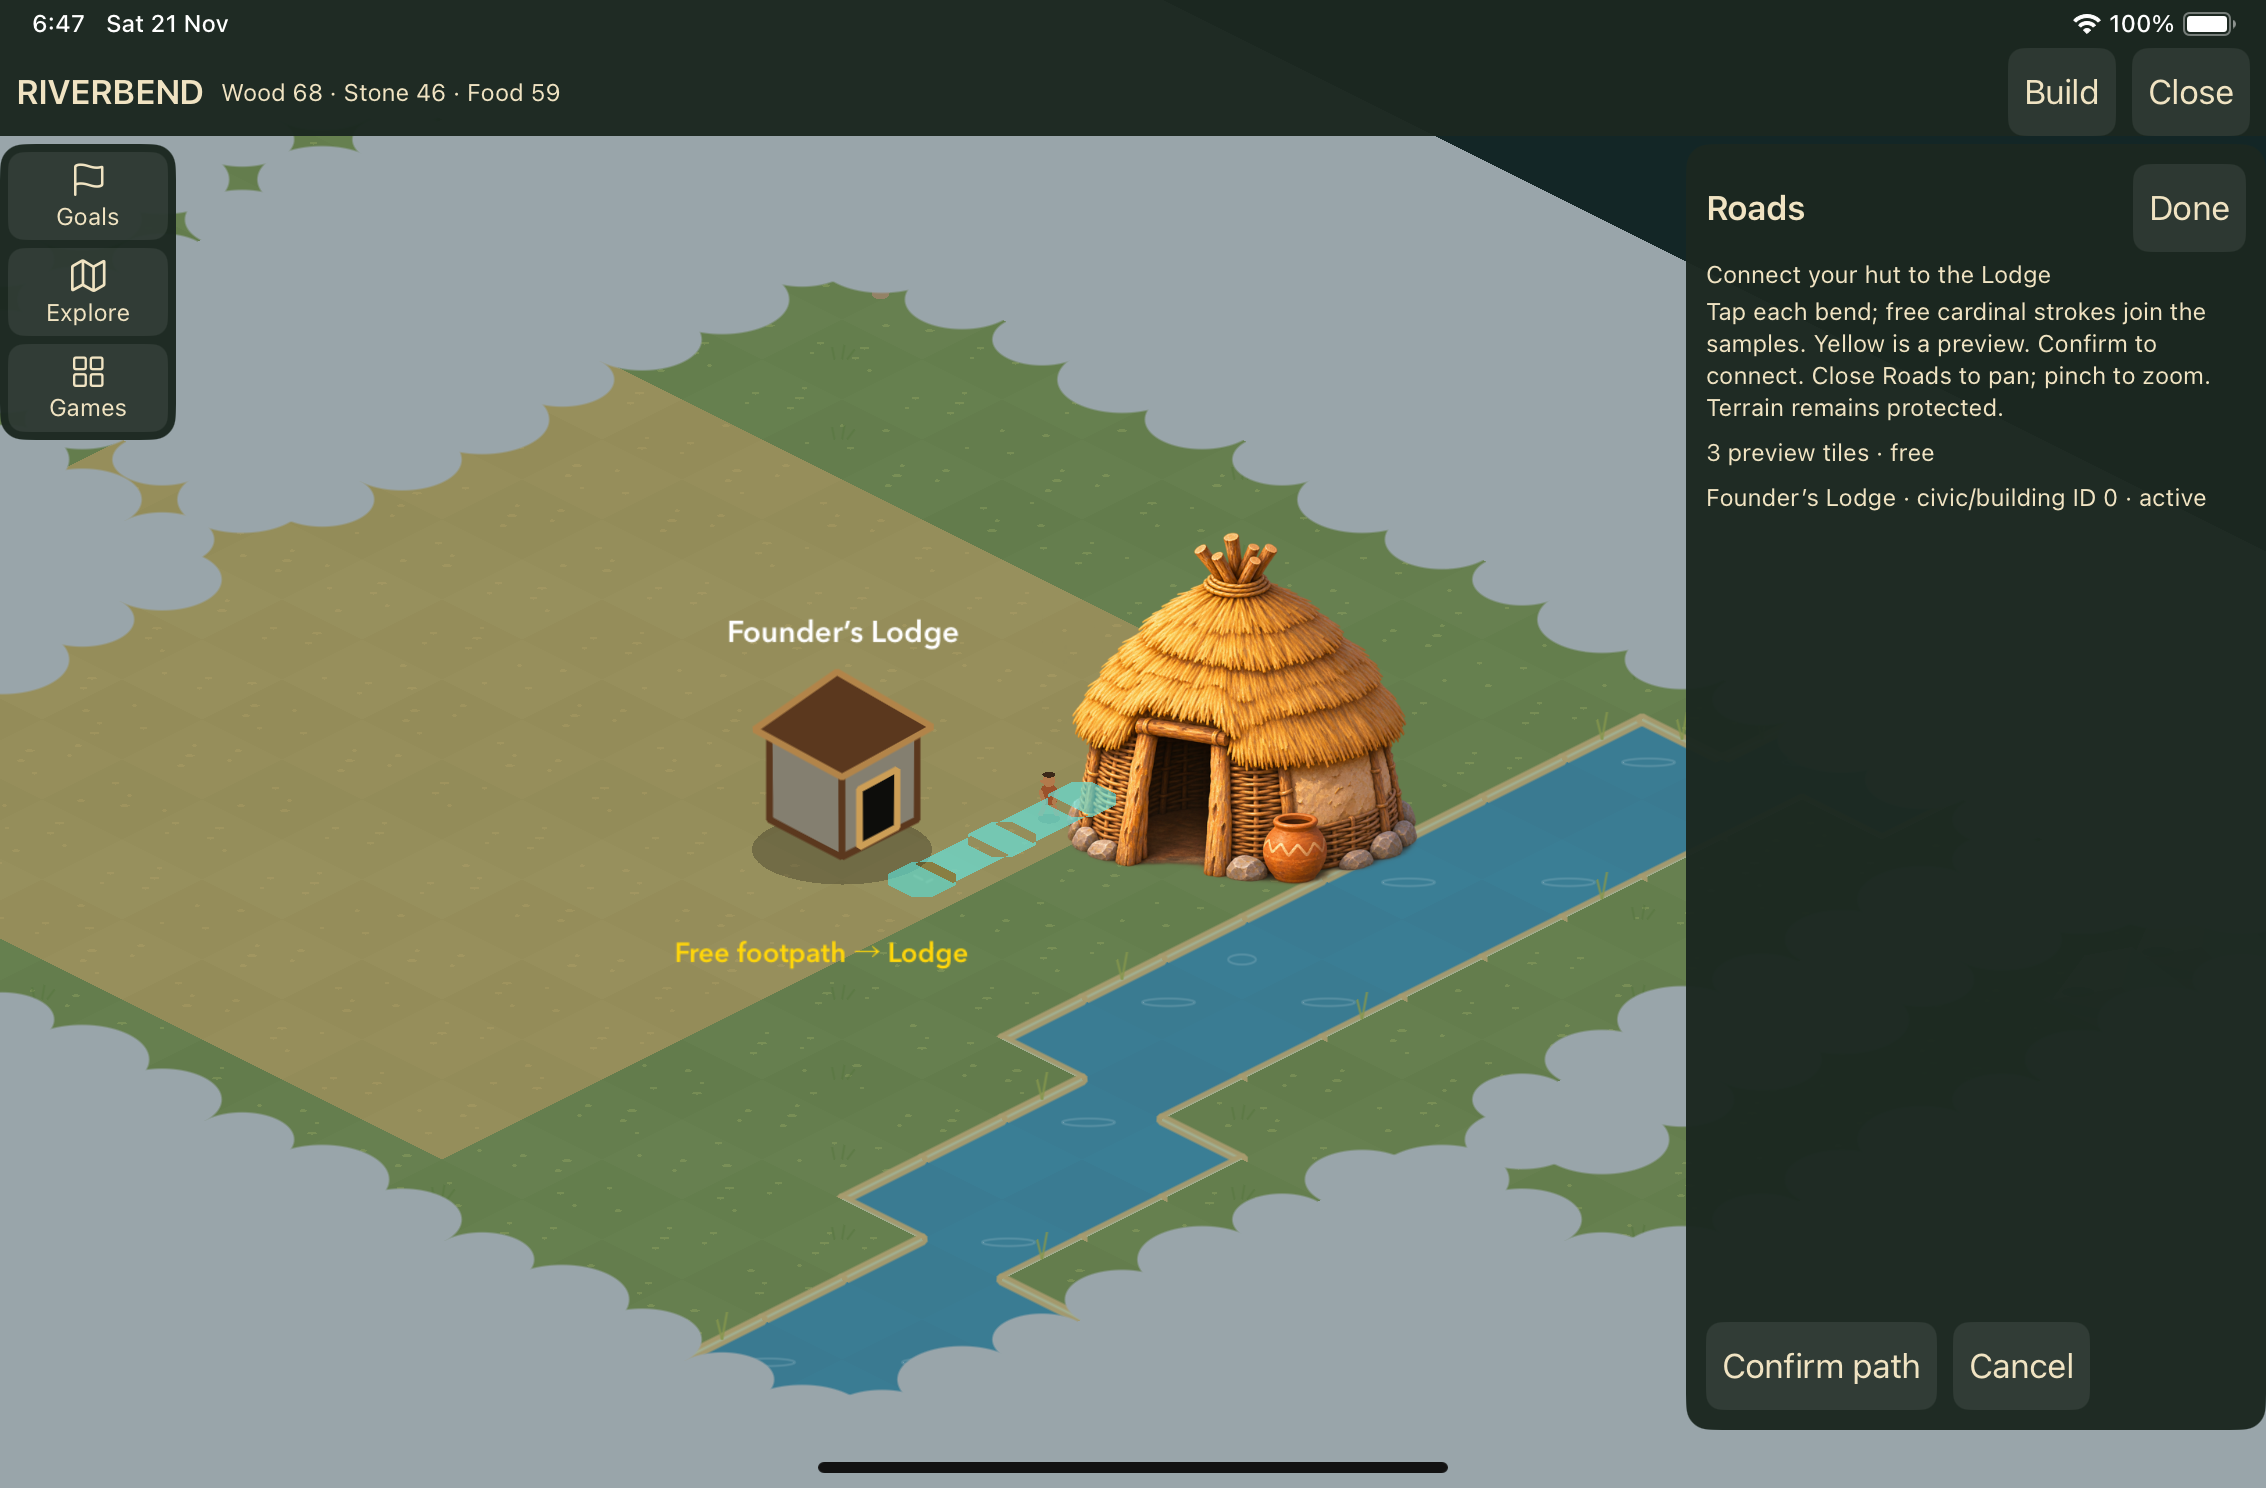 6:47 Sat 21 Nov
100%
RIVERBEND Wood 68 · Stone 46 · Food 59
Build
Close
Goals
Explore
Games
Roads
Done
Connect your hut to the Lodge
Tap each bend; free cardinal strokes join the
samples. Yellow is a preview. Confirm to
connect. Close Roads to pan; pinch to zoom.
Terrain remains protected.
3 preview tiles · free
Founder’s Lodge · civic/building ID 0 · active
Founder’s Lodge
Free footpath → Lodge
Confirm path
Cancel